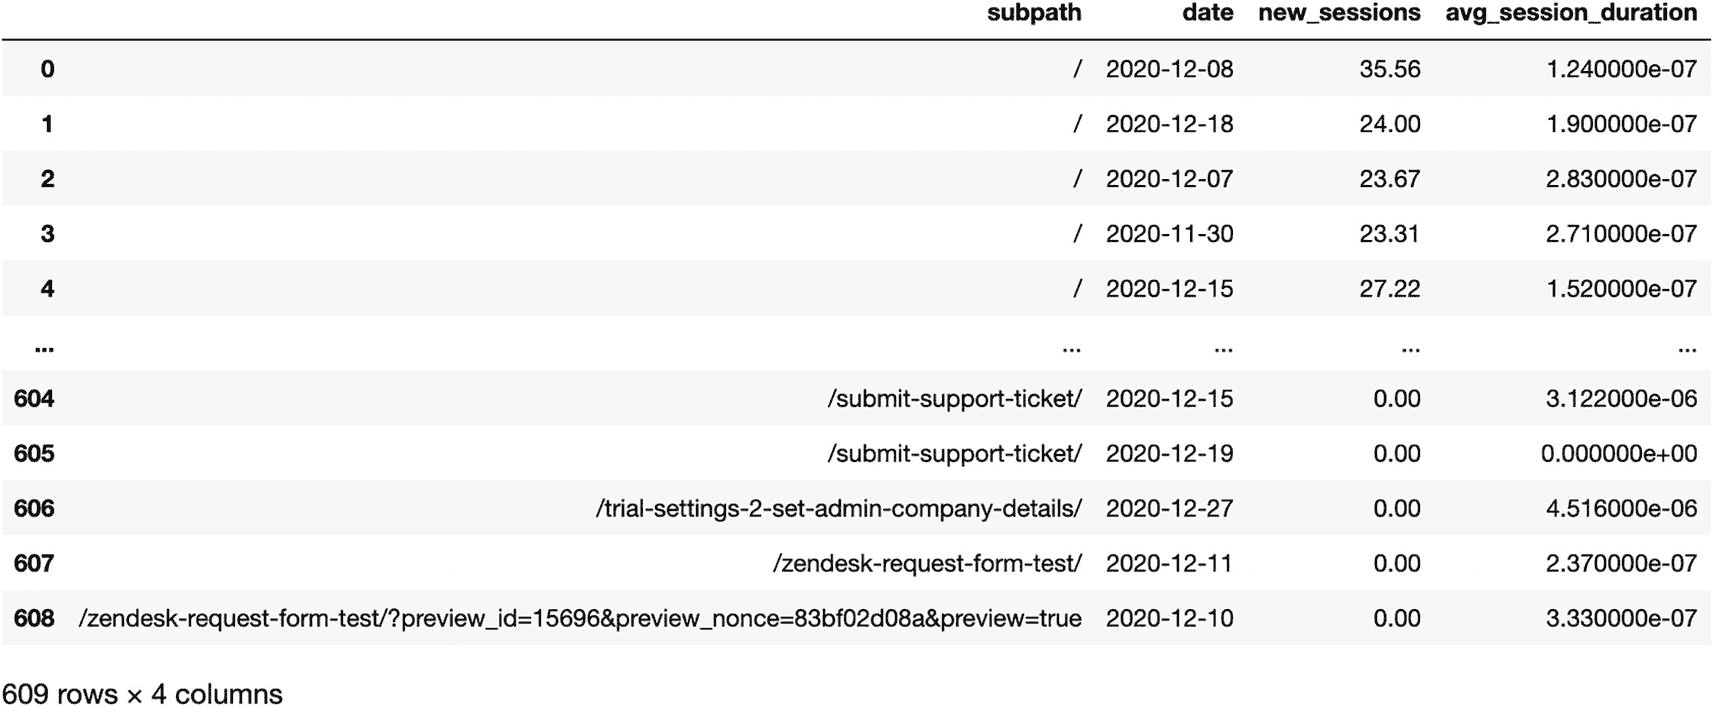 subpath date new_sessions avg_session_duration
0 / 2020-12-08 35.56 1.240000e-07
1 / 2020-12-18 24.00 1.900000e-07
2 / 2020-12-07 23.67 2.830000e-07
3 / 2020-11-30 23.31 2.710000e-07
4 / 2020-12-15 27.22 1.520000e-07
... ... ... ... ...
604 /submit-support-ticket/ 2020-12-15 0.00 3.122000e-06
605 /submit-support-ticket/ 2020-12-19 0.00 0.000000e+00
606 /trial-settings-2-set-admin-company-details/ 2020-12-27 0.00 4.516000e-06
607 /zendesk-request-form-test/ 2020-12-11 0.00 2.370000e-07
608 /zendesk-request-form-test/?preview_id=15696&preview_nonce=83bf02d08a&preview=true 2020-12-10 0.00 3.330000e-07
609 rows × 4 columns